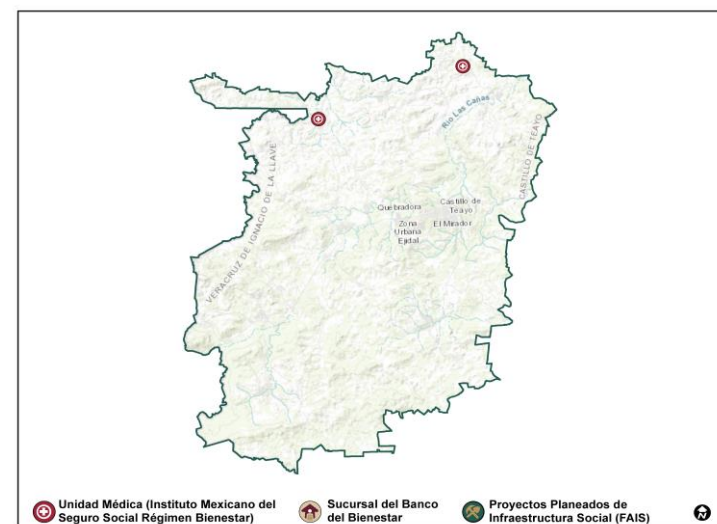 Río Las Cañas
CASTILLO DE TEAYO
VERACRUZ DE IGNACIO DE LA LLAVE
Quebradora
Castillo de
Teayo
Zona
Urbana
Ejidal
El Mirador
Unidad Médica (Instituto Mexicano del
Seguro Social Régimen Bienestar)
Sucursal del Banco
del Bienestar
Proyectos Planeados de
Infraestructura Social (FAIS)